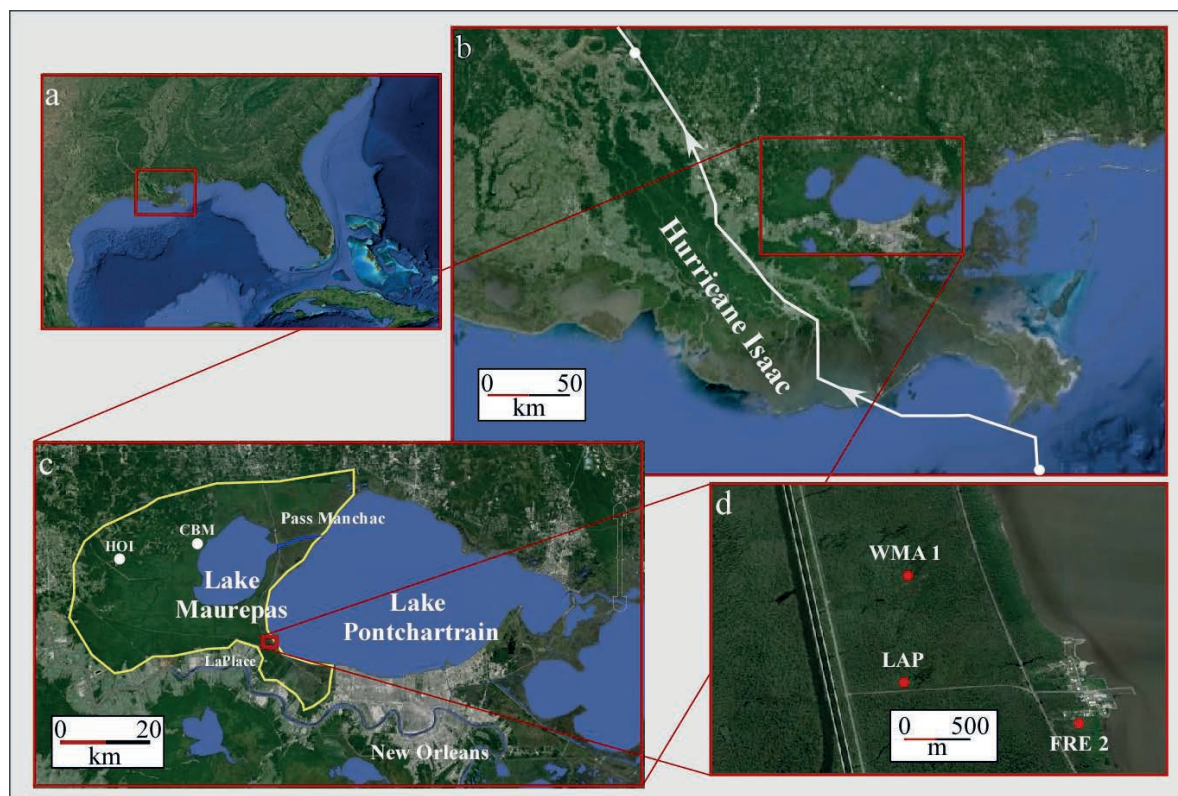 a
b
Hurricane Isaac
0 50
km
c
HOI
CBM
Pass Manchac
Lake
Maurepas
Lake
Pontchartrain
LaPlace
New Orleans
0 20
km
d
WMA 1
LAP
FRE 2
0 500
m